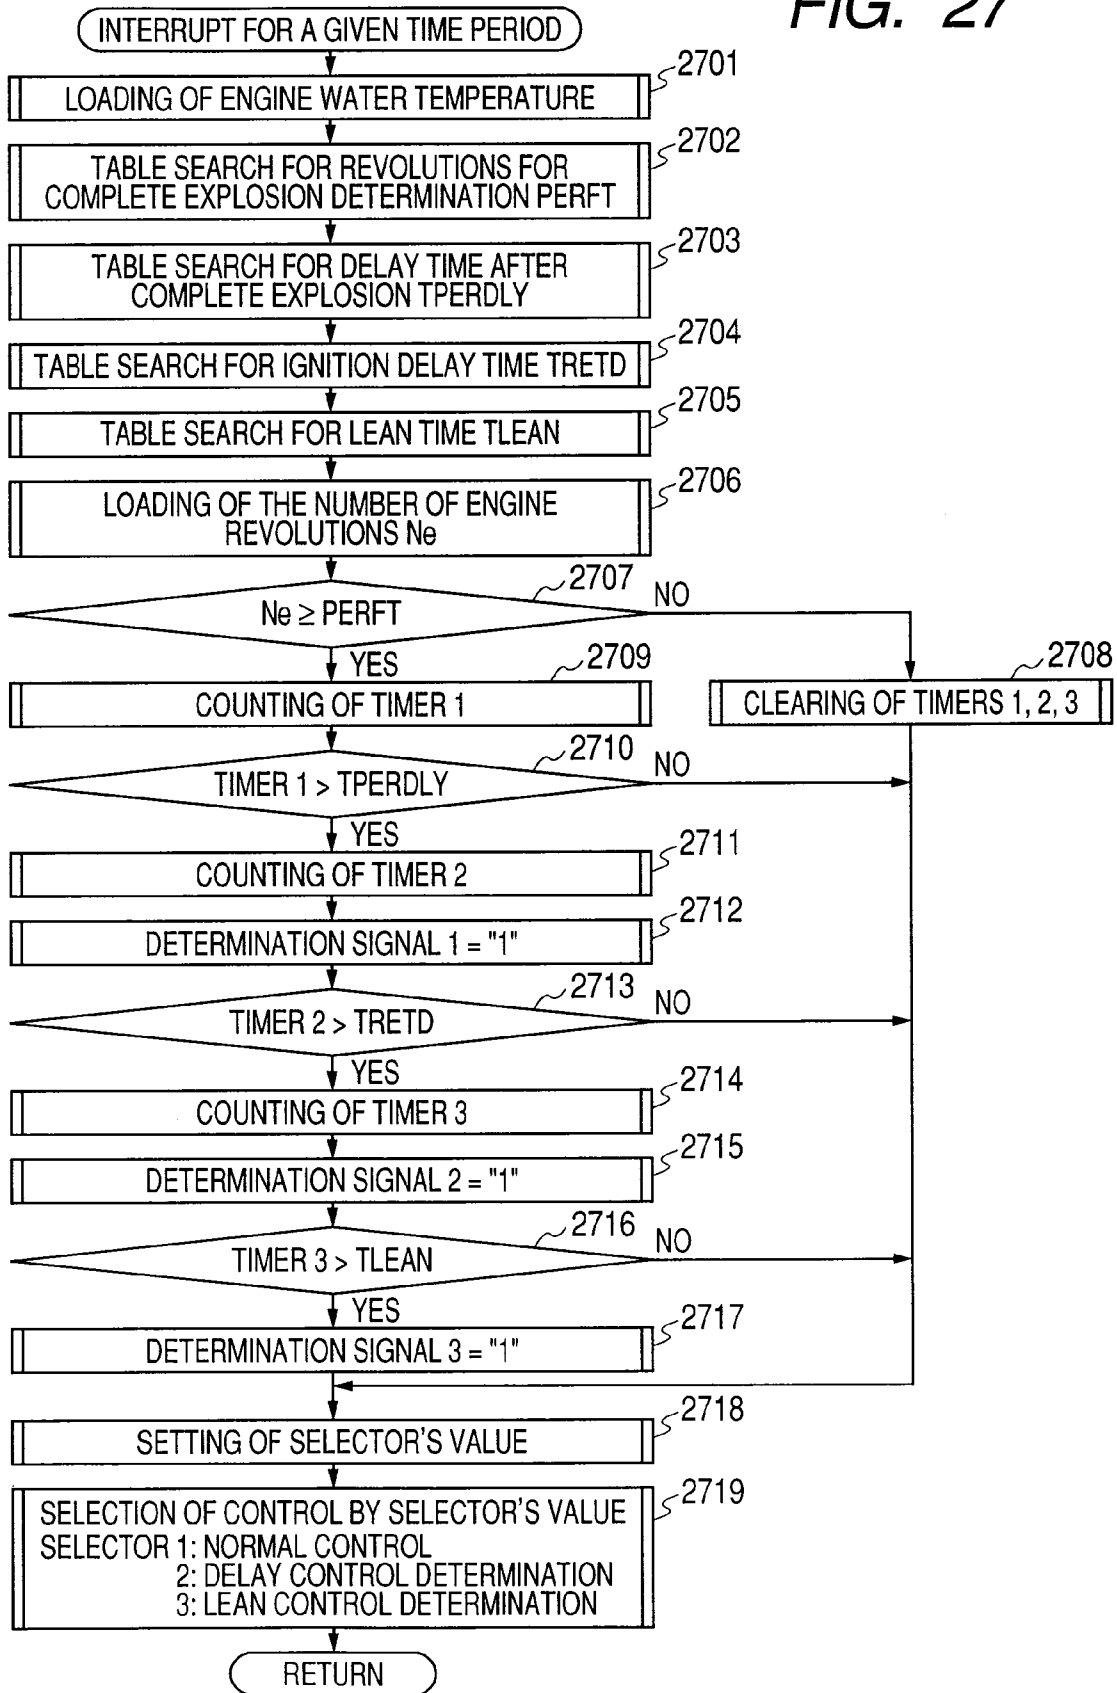 FIG. 27
INTERRUPT FOR A GIVEN TIME PERIOD
2701
LOADING OF ENGINE WATER TEMPERATURE
2702
TABLE SEARCH FOR REVOLUTIONS FOR
COMPLETE EXPLOSION DETERMINATION PERFT
2703
TABLE SEARCH FOR DELAY TIME AFTER
COMPLETE EXPLOSION TPERDLY
2704
TABLE SEARCH FOR IGNITION DELAY TIME TRETD
2705
TABLE SEARCH FOR LEAN TIME TLEAN
2706
LOADING OF THE NUMBER OF ENGINE
REVOLUTIONS Ne
2707
Ne ≥ PERFT
NO
YES
2709
COUNTING OF TIMER 1
2708
CLEARING OF TIMERS 1, 2, 3
2710
TIMER 1 > TPERDLY
NO
YES
2711
COUNTING OF TIMER 2
2712
DETERMINATION SIGNAL 1 = "1"
2713
TIMER 2 > TRETD
NO
YES
2714
COUNTING OF TIMER 3
2715
DETERMINATION SIGNAL 2 = "1"
2716
TIMER 3 > TLEAN
NO
YES
2717
DETERMINATION SIGNAL 3 = "1"
2718
SETTING OF SELECTOR'S VALUE
2719
SELECTION OF CONTROL BY SELECTOR'S VALUE
SELECTOR 1: NORMAL CONTROL
2: DELAY CONTROL DETERMINATION
3: LEAN CONTROL DETERMINATION
RETURN